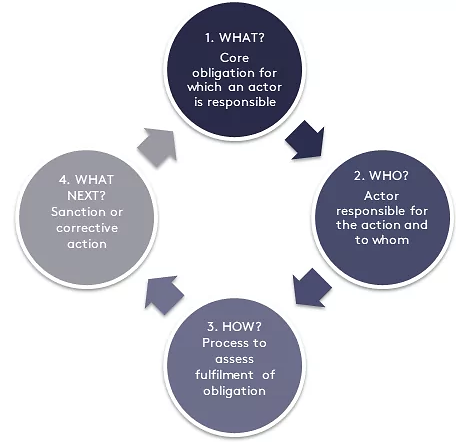 1. WHAT?
Core
obligation for
which an actor
is responsible
2. WHO?
Actor
responsible for
the action and
to whom
3. HOW?
Process to
assess
fulfilment of
obligation
4. WHAT
NEXT?
Sanction or
corrective
action